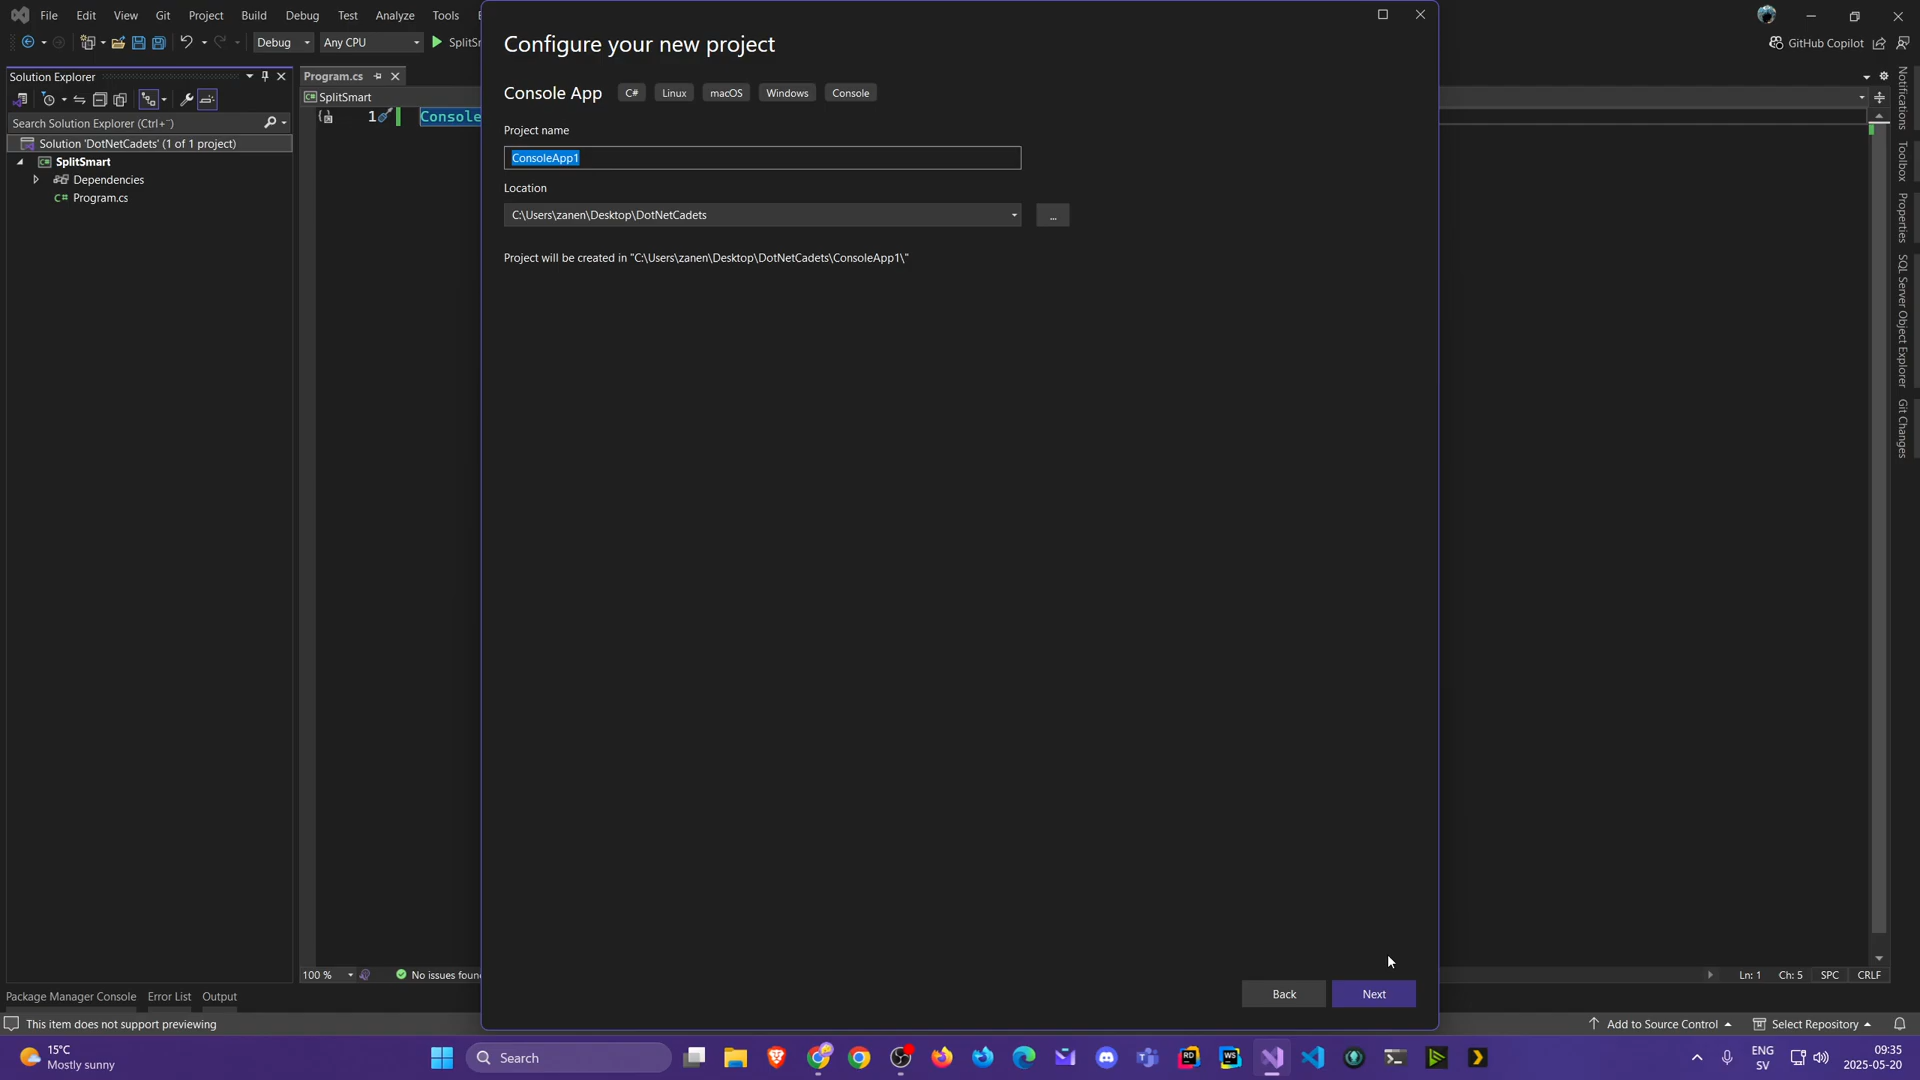 File Edit View Git Project Build Debug Test Analyze Tools
GitHub Copilot
Debug Any CPU
Configure your new project
Console App C# Linux macOS Windows Console
Project name
ConsoleApp1
Location
C:\Users\zanen\Desktop\DotNetCadets
...
Project will be created in "C:\Users\zanen\Desktop\DotNetCadets\ConsoleApp1\"
Back Next
Solution Explorer
Search Solution Explorer (Ctrl+¨)
Solution 'DotNetCadets' (1 of 1 project)
SplitSmart
Dependencies
C# Program.cs
Program.cs
C# SplitSmart
1 Console
100 % No issues foun
Ln: 1 Ch: 5 SPC CRLF
Notifications
Toolbox
Properties
SQL Server Object Explorer
Git Changes
Package Manager Console Error List Output
This item does not support previewing
Add to Source Control Select Repository
15°C
Mostly sunny
Search
RD
WS
ENG
SV
09:35
2025-05-20